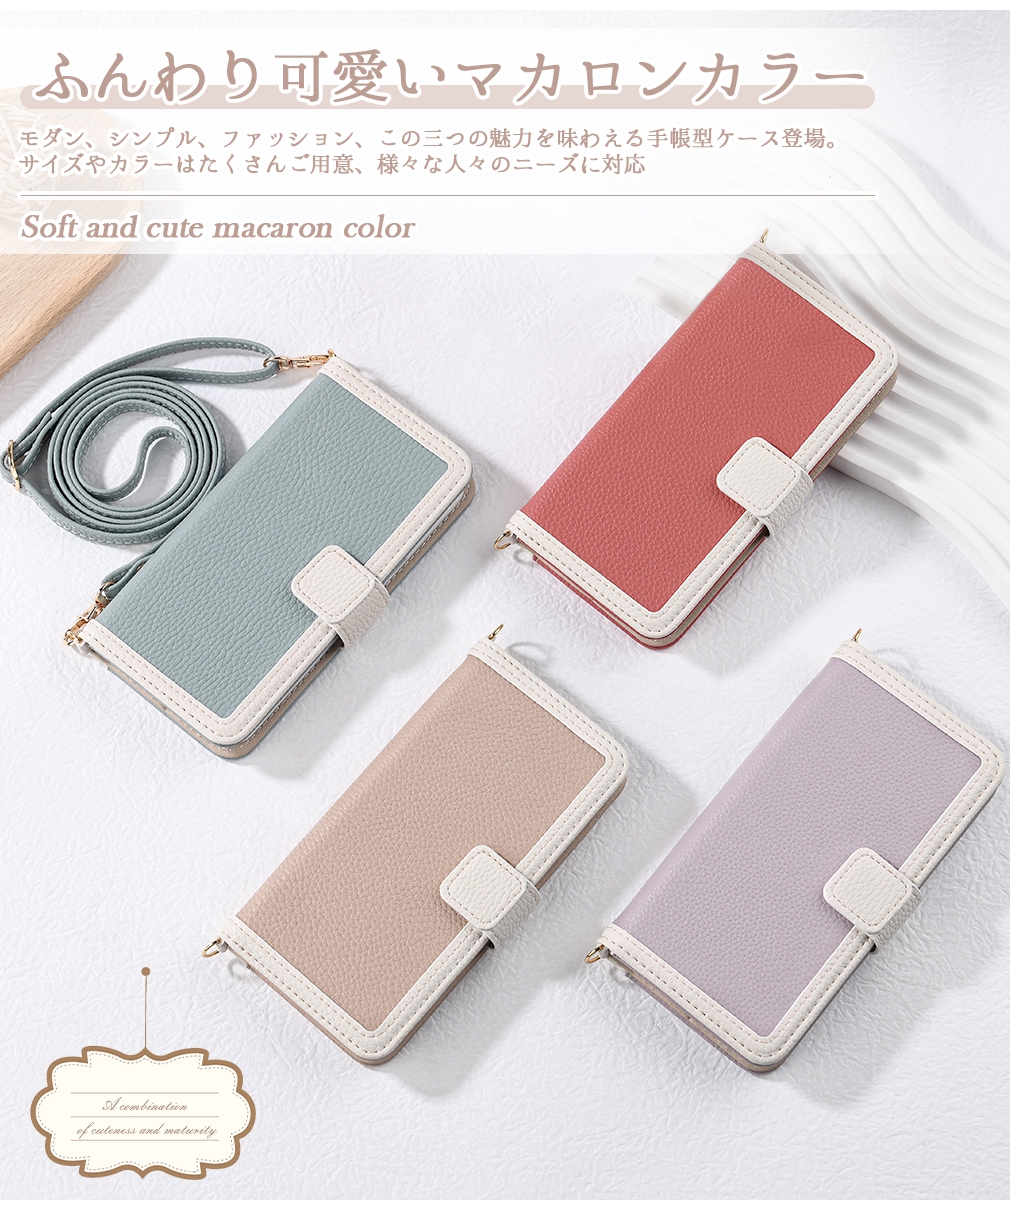 ふんわり可愛いマカロンカラー
モダン、シンプル、ファッション、この三つの魅力を味わえる手帳型ケース登場。
サイズやカラーはたくさんご用意、様々な人々のニーズに対応
Soft and cute macaron color
A combination
of cuteness and maturity